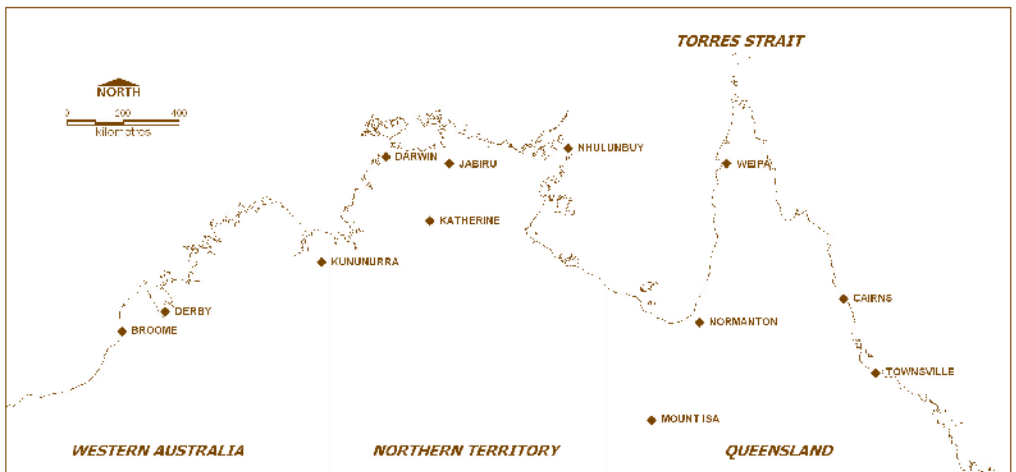 TORRES STRAIT
NORTH
0 200 400
kilometres
DARWIN
JABIRU
NHULUNBUY
WEIPA
KATHERINE
KUNUNURRA
DERBY
BROOME
CAIRNS
NORMANTON
TOWNSVILLE
MOUNT ISA
WESTERN AUSTRALIA
NORTHERN TERRITORY
QUEENSLAND